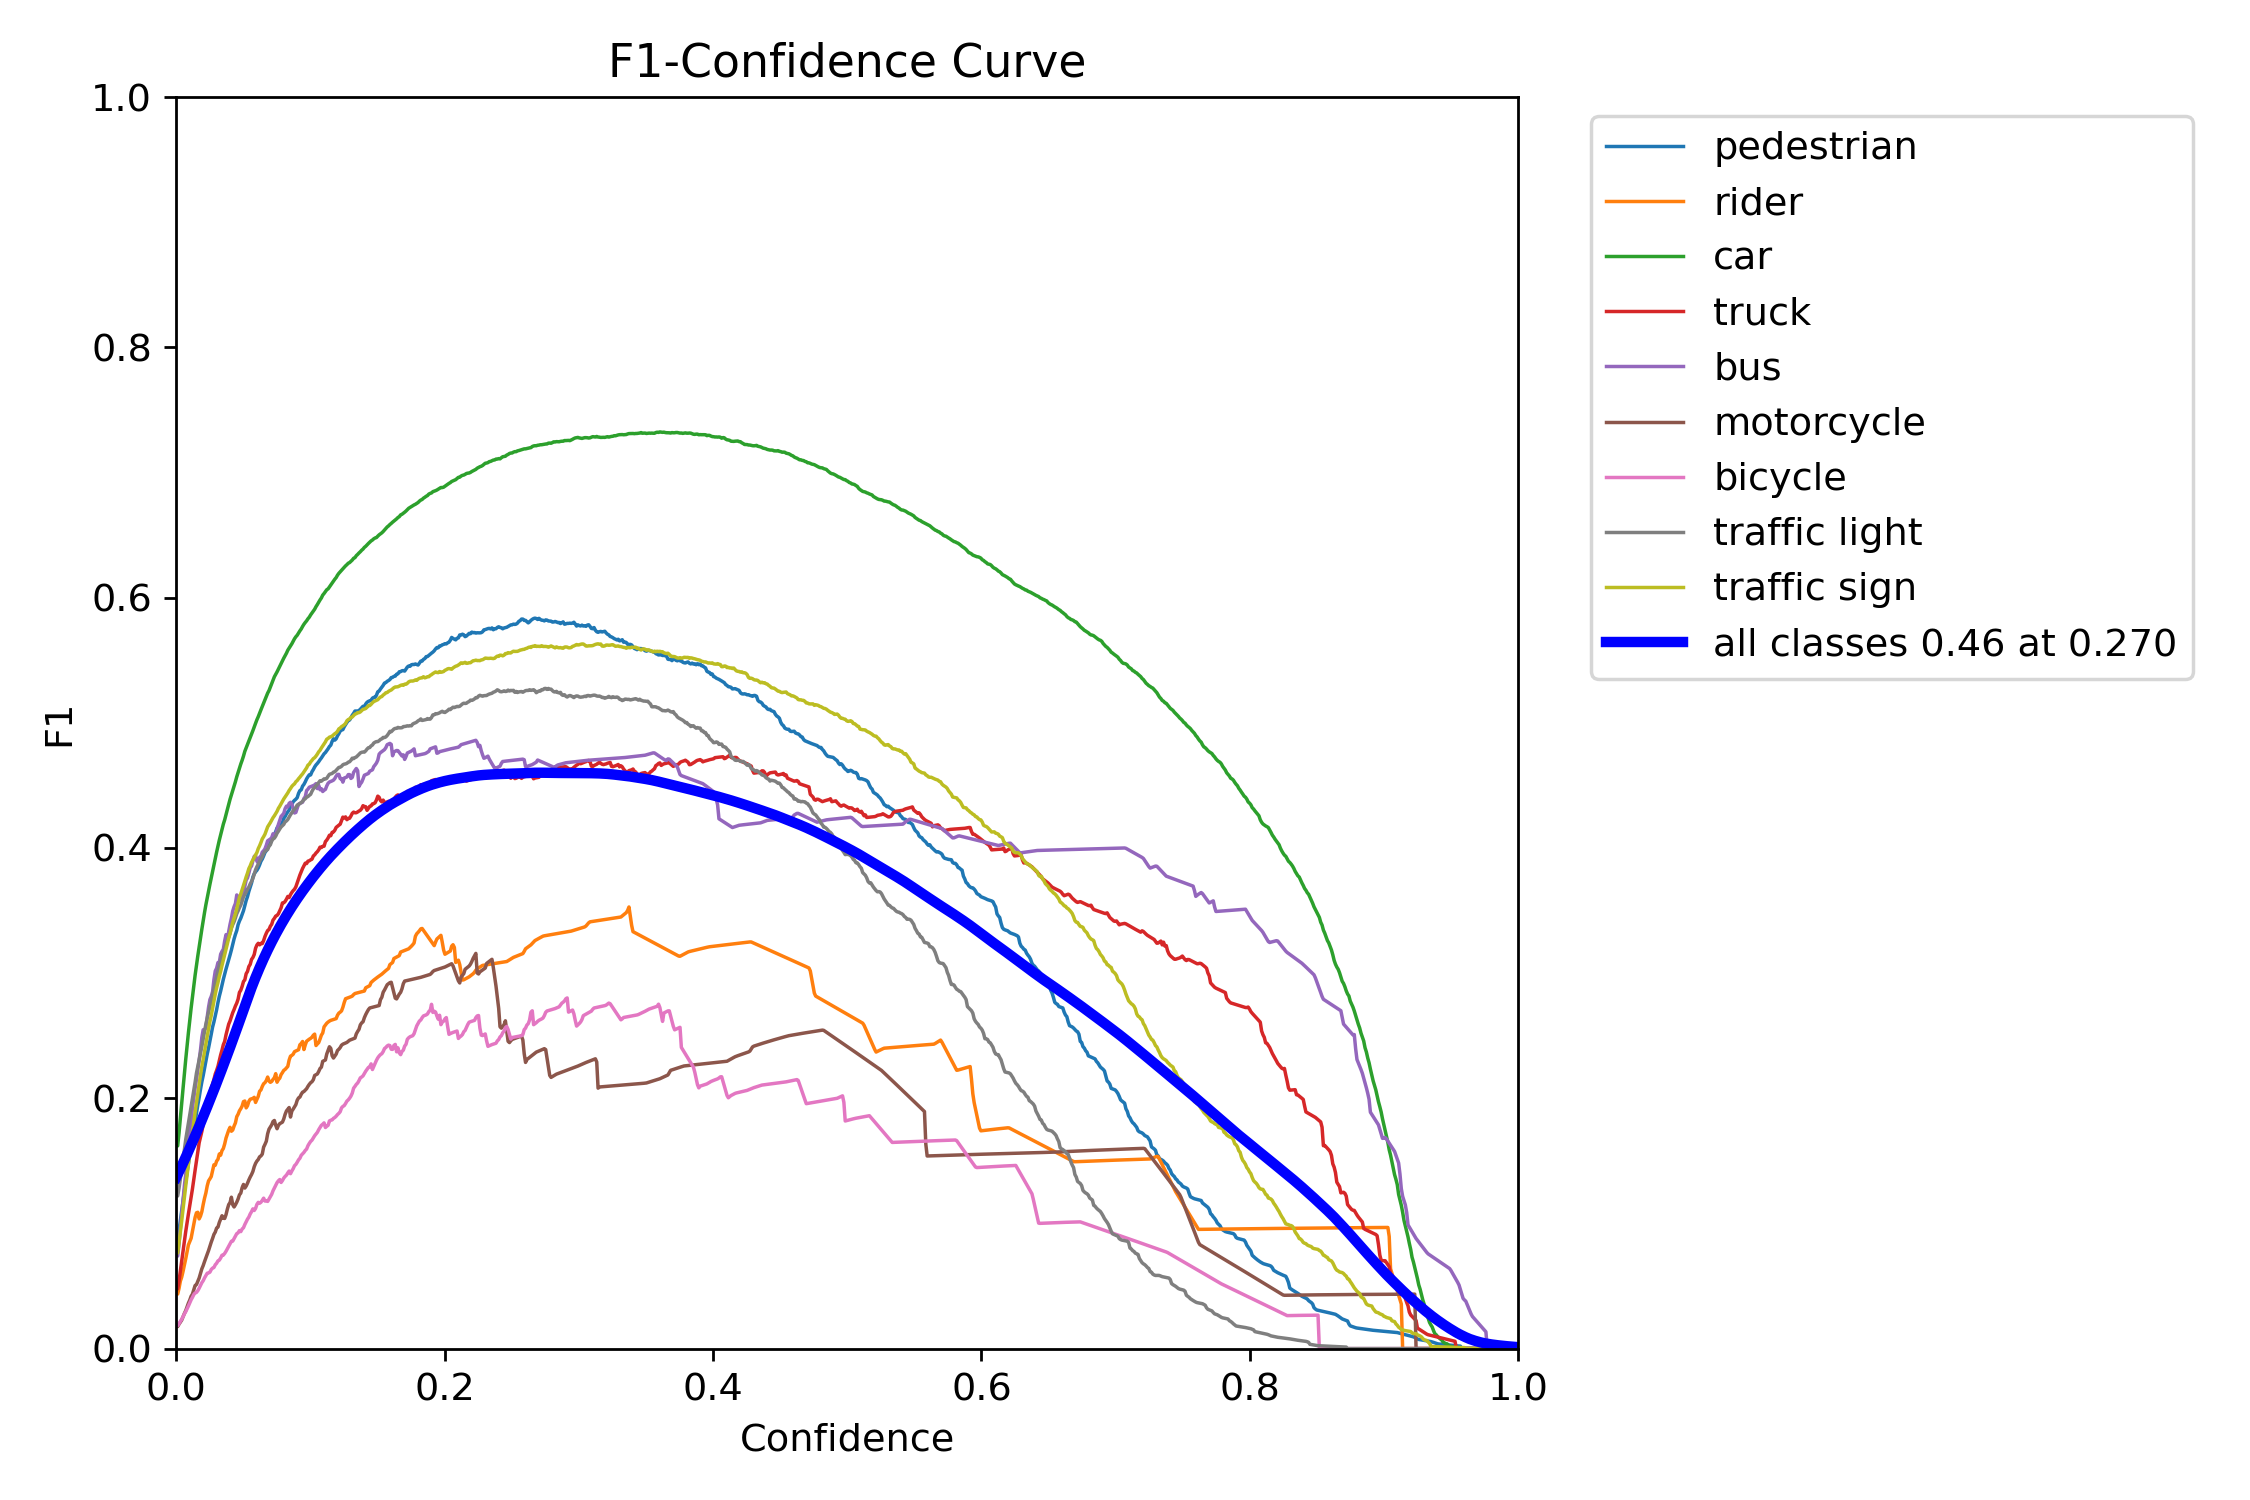 F1-Confidence Curve
1.0
0.8
0.6
0.4
0.2
0.0
F1
0.0 0.2 0.4 0.6 0.8 1.0
Confidence
pedestrian
rider
car
truck
bus
motorcycle
bicycle
traffic light
traffic sign
all classes 0.46 at 0.270